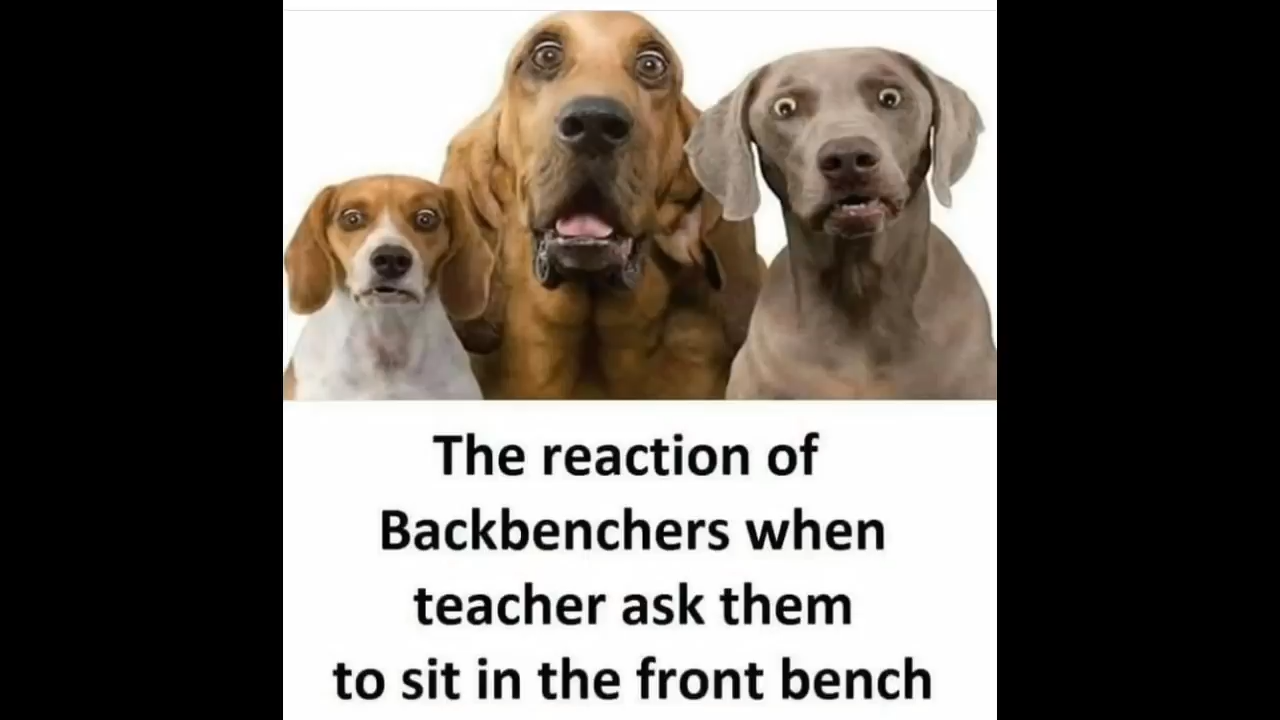 The reaction of
Backbenchers when
teacher ask them
to sit in the front bench